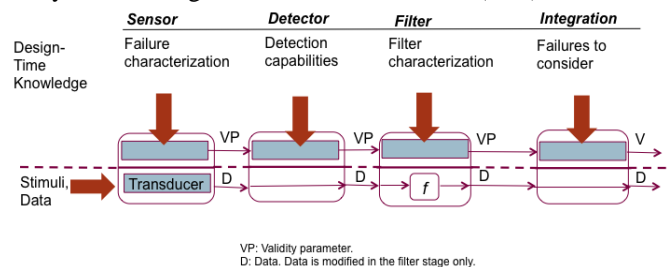 Sensor Detector Filter Integration
Design-
Time
Knowledge
Failure
characterization
Detection
capabilities
Filter
characterization
Failures to
consider
VP VP VP V
Stimuli,
Data
Transducer D D f D D
VP: Validity parameter.
D: Data. Data is modified in the filter stage only.